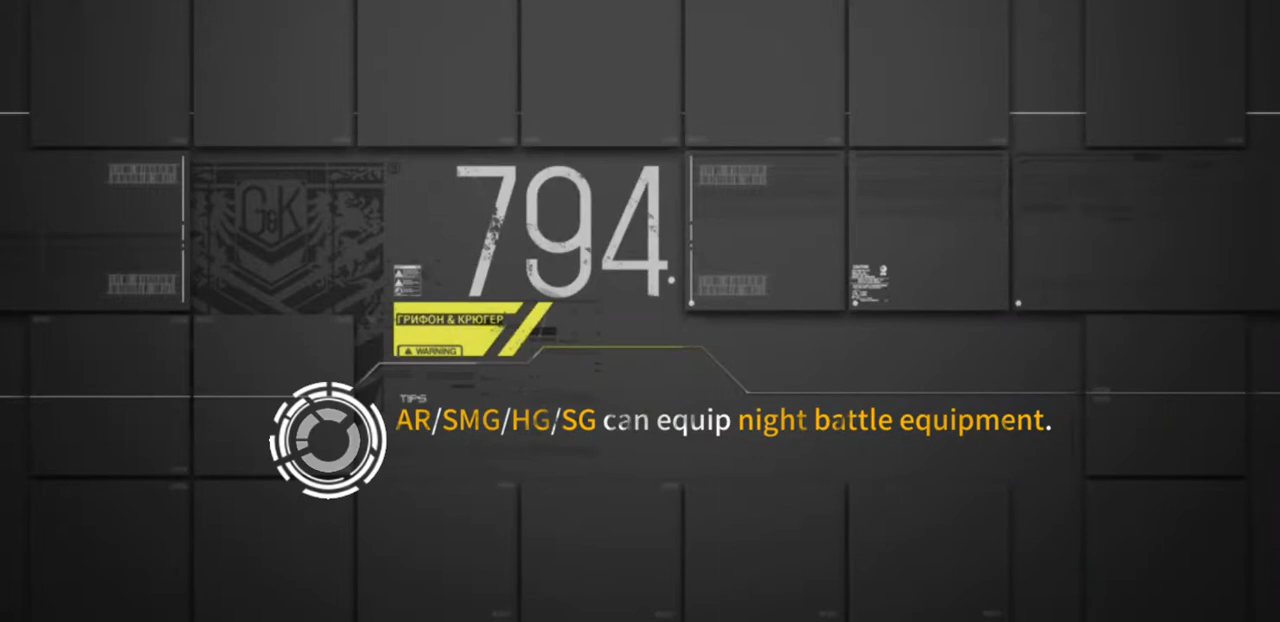 G&K
794.
ГРИФОН & КРЮГЕР
WARNING
TIPS
AR/SMG/HG/SG can equip night battle equipment.